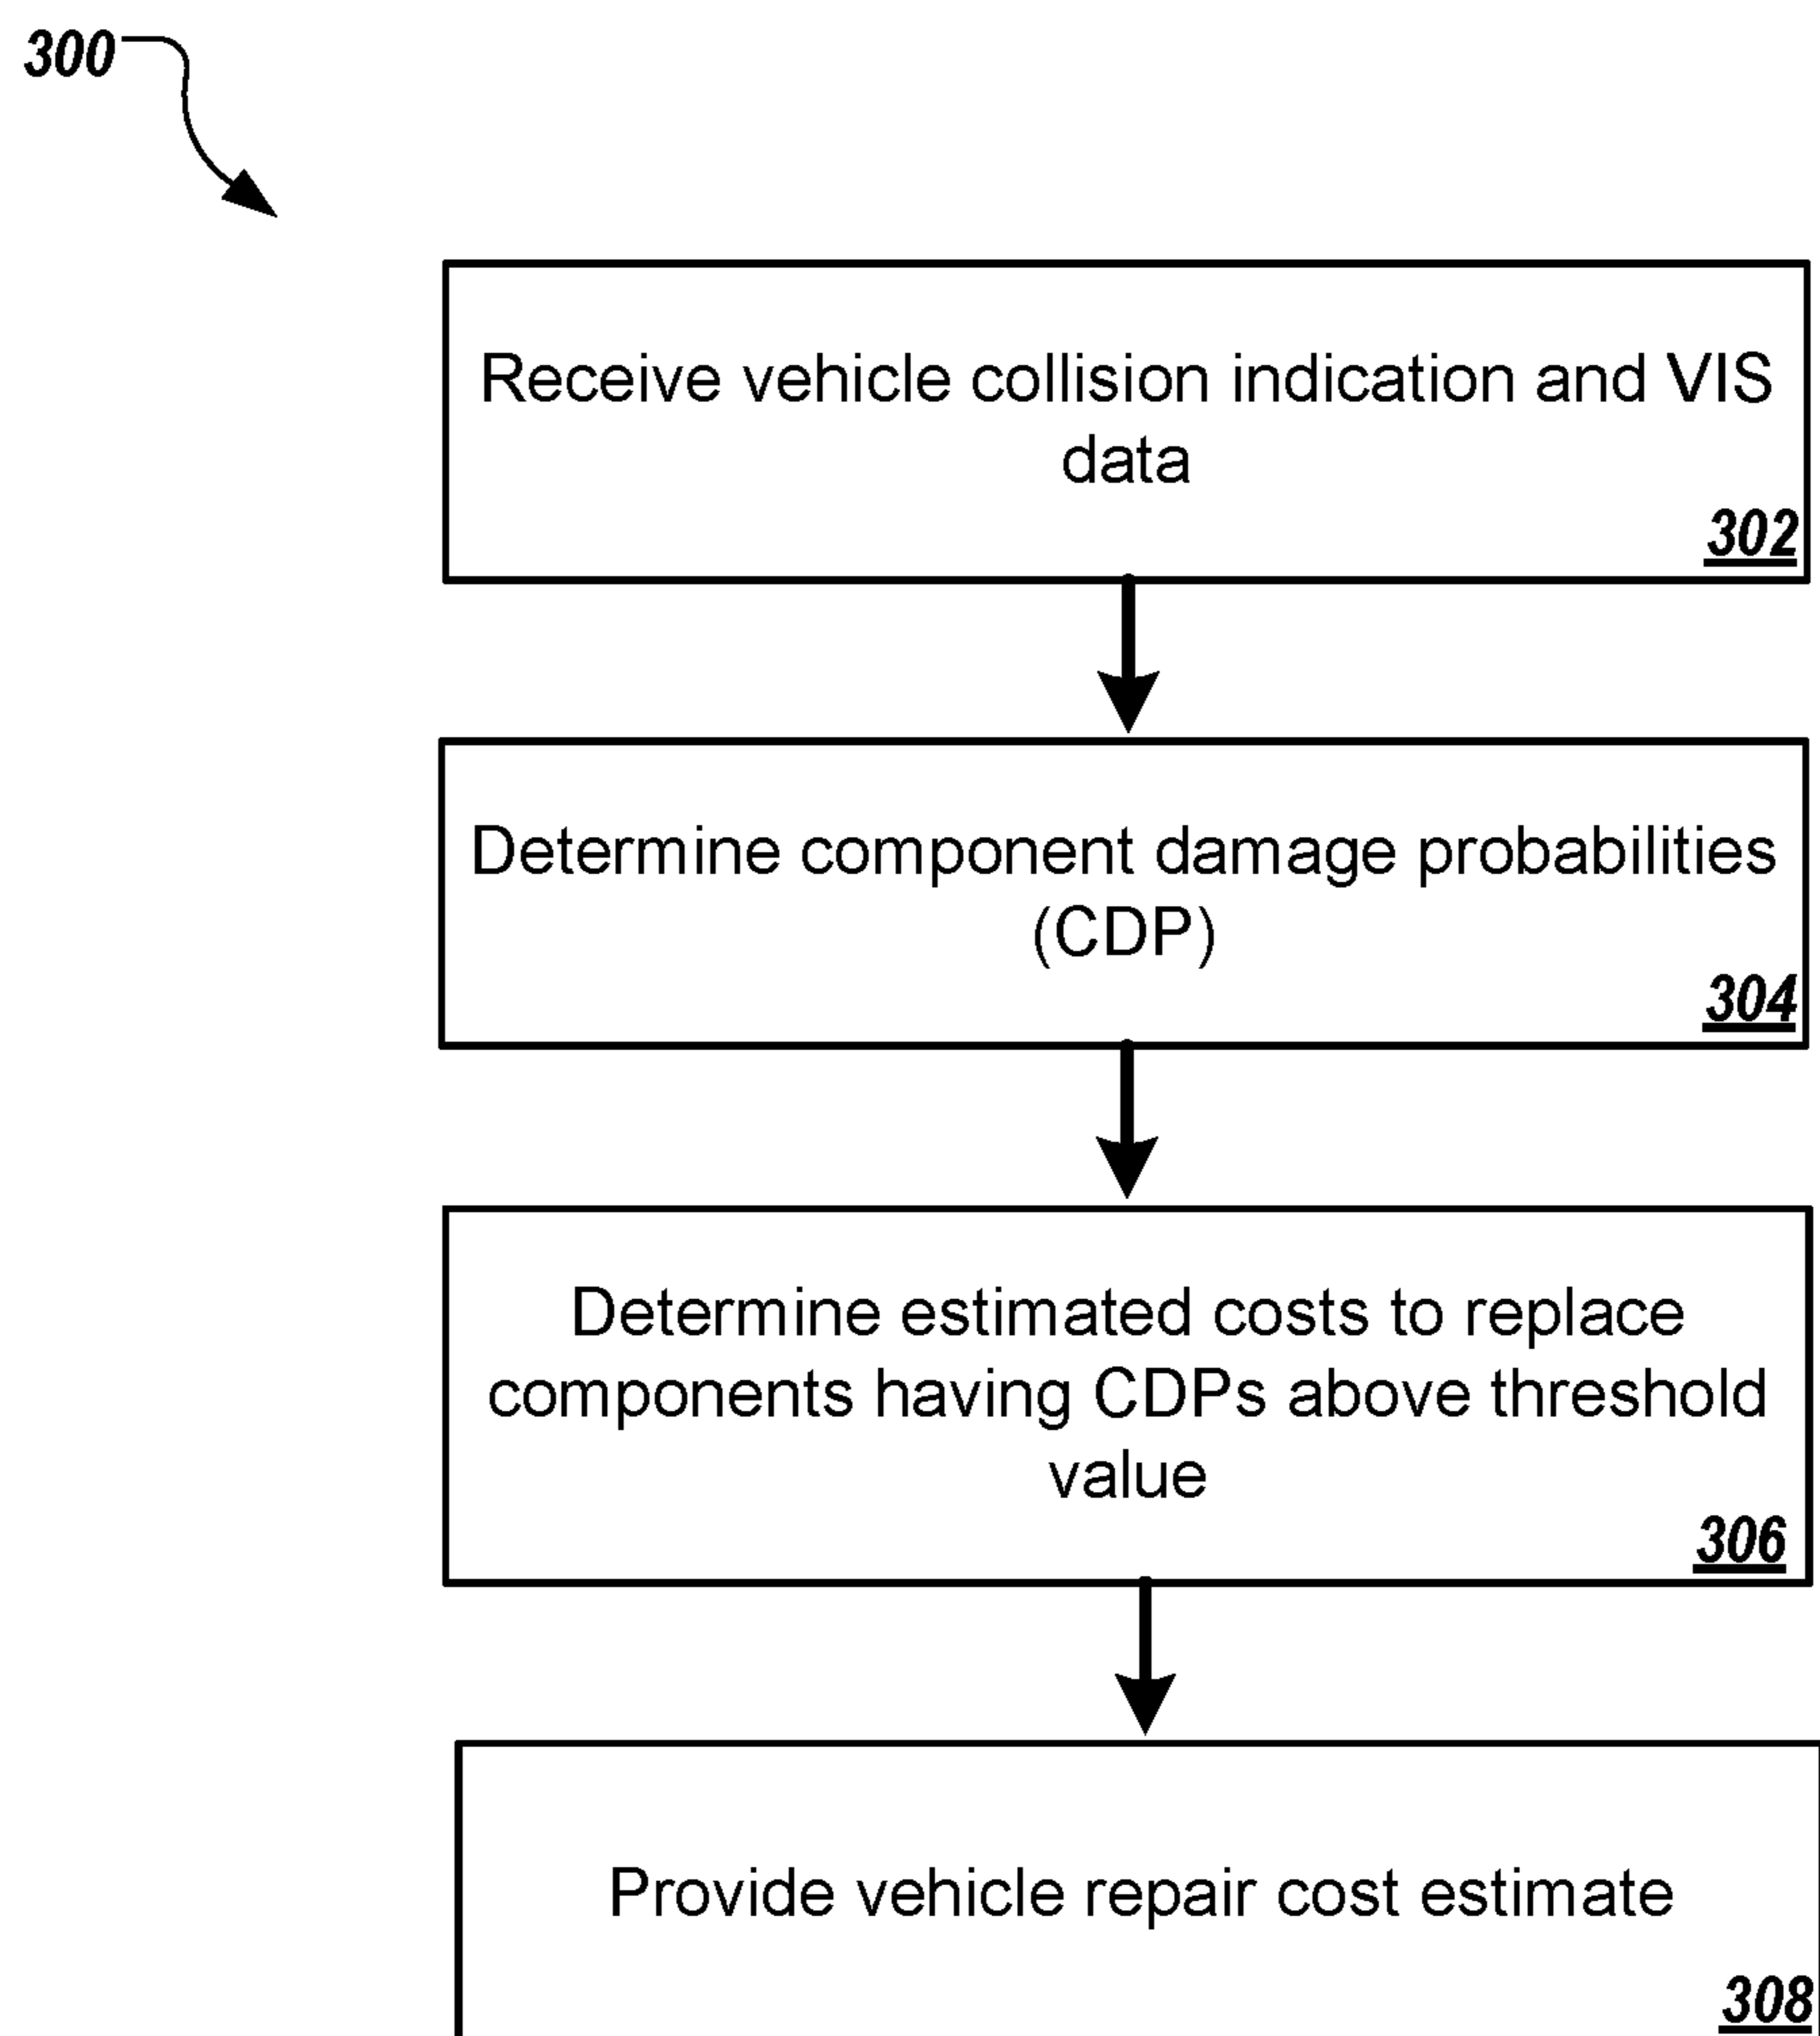 300
Receive vehicle collision indication and VIS
data
302
Determine component damage probabilities
(CDP)
304
Determine estimated costs to replace
components having CDPs above threshold
value
306
Provide vehicle repair cost estimate
308